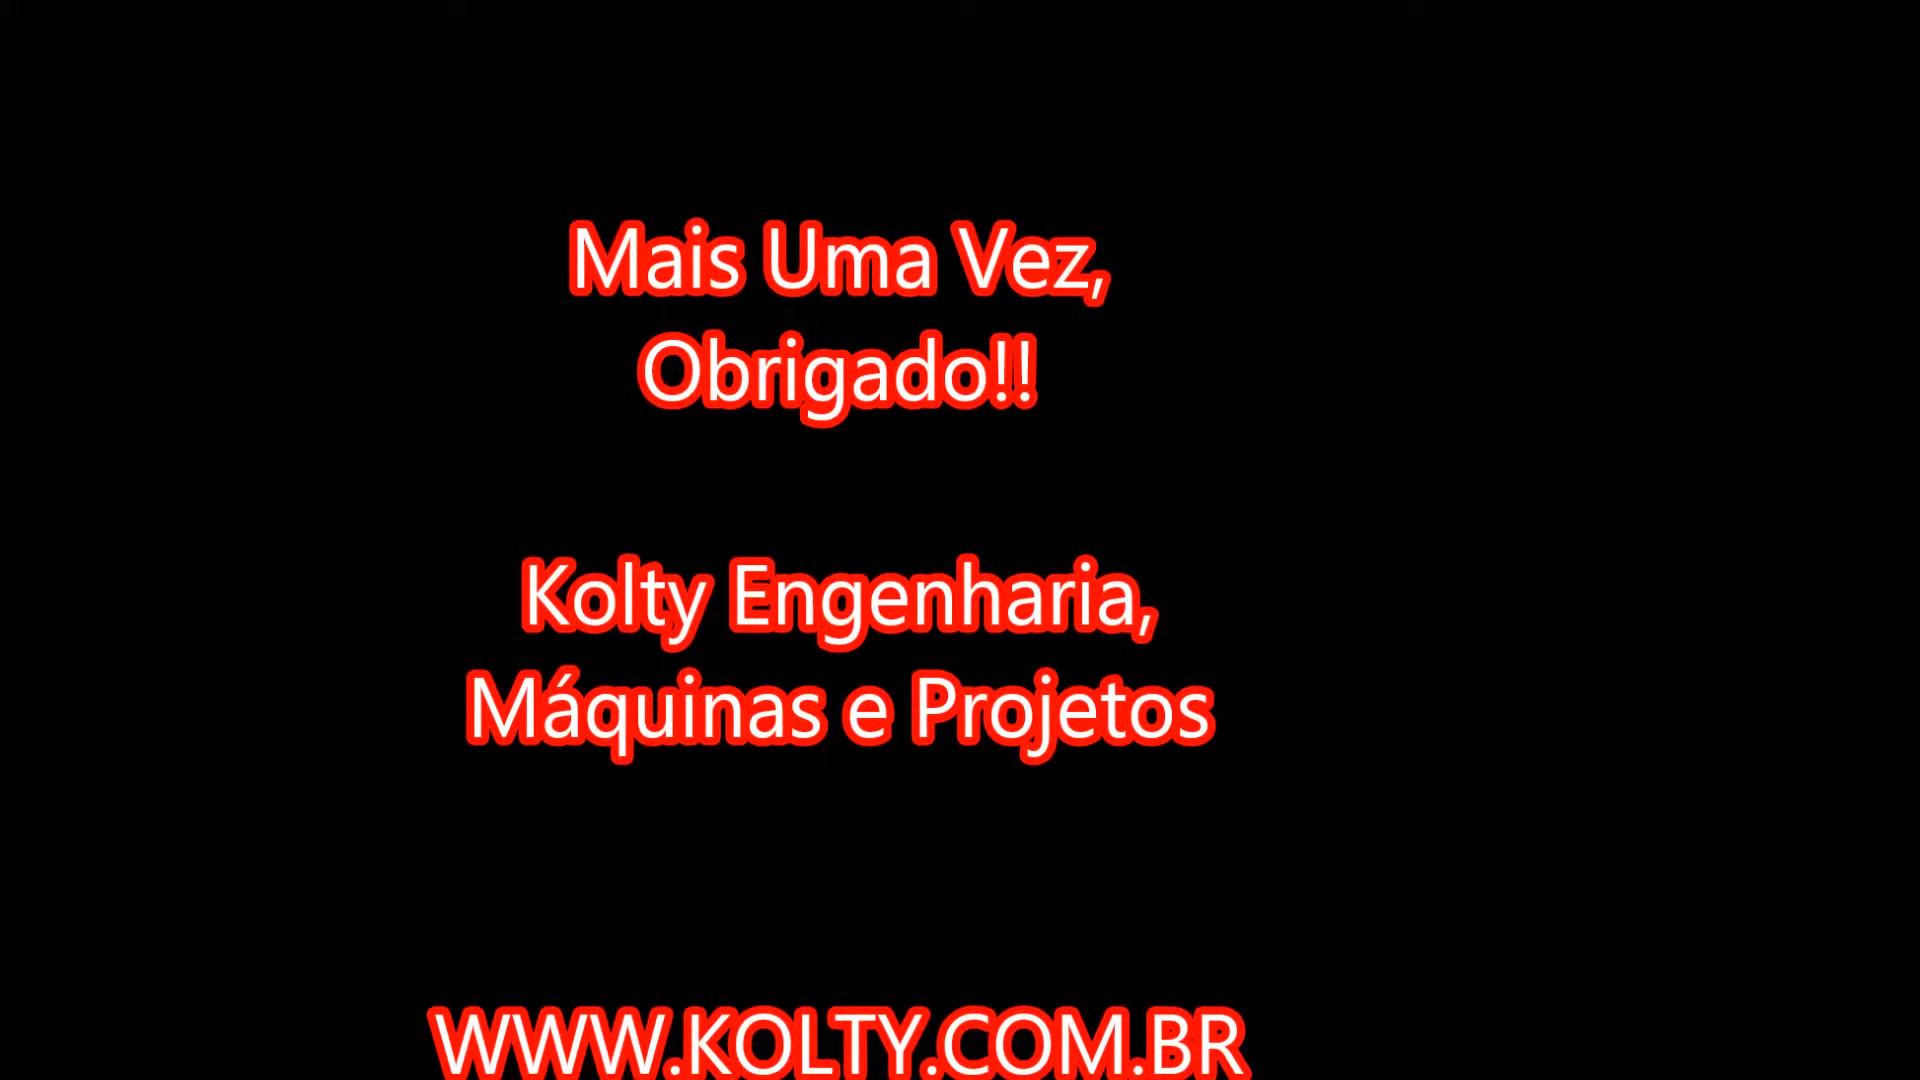 Mais Uma Vez,
Obrigado!!
Kolty Engenharia,
Máquinas e Projetos
WWW.KOLTY.COM.BR